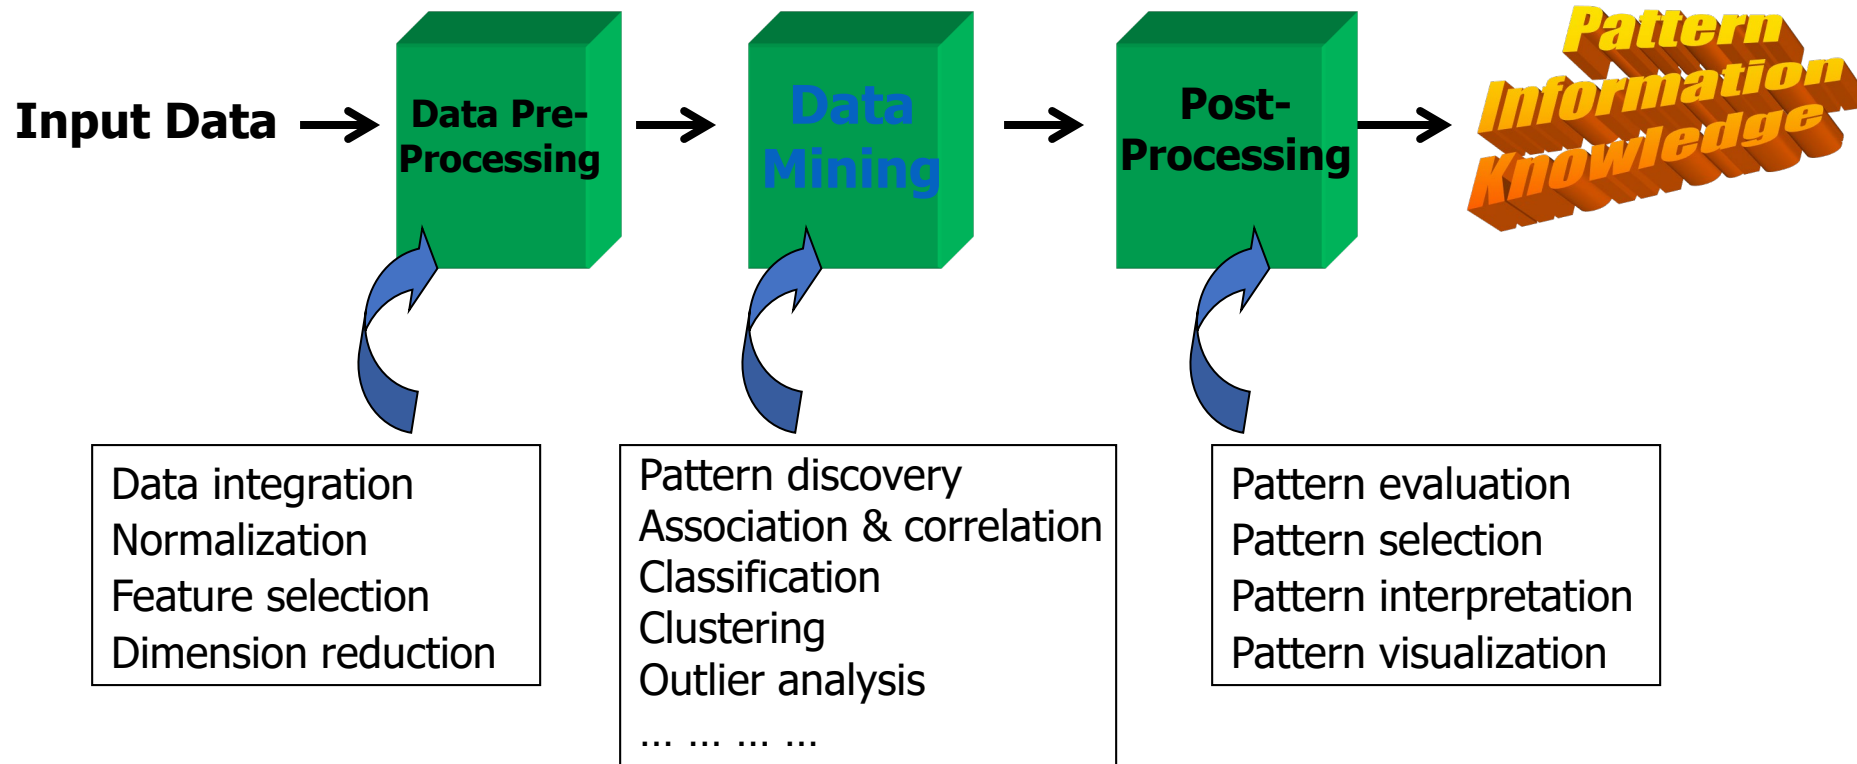 Input Data
Data Pre-
Processing
Data
Mining
Post-
Processing
Pattern
Information
Knowledge
Data integration
Normalization
Feature selection
Dimension reduction
Pattern discovery
Association & correlation
Classification
Clustering
Outlier analysis
… … … …
Pattern evaluation
Pattern selection
Pattern interpretation
Pattern visualization